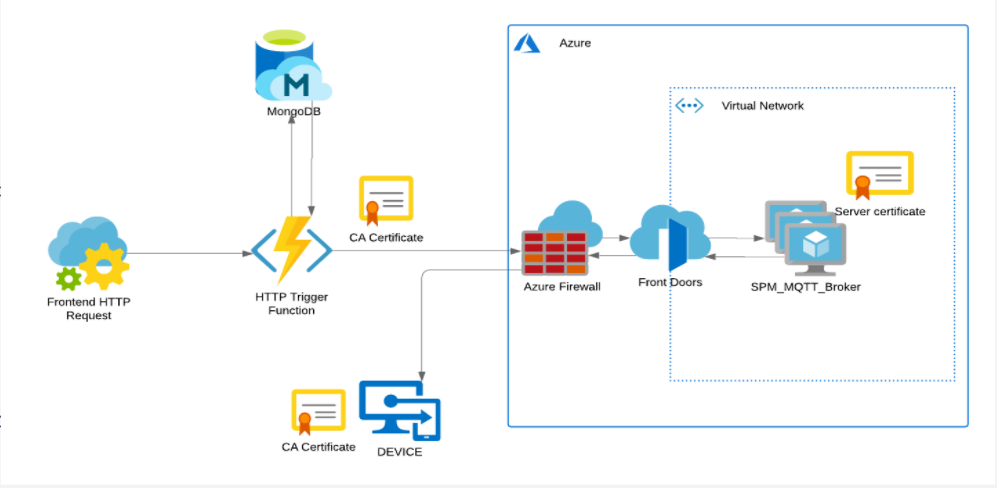 Azure
MongoDB
Virtual Network
CA Certificate
Server certificate
Frontend HTTP
Request
HTTP Trigger
Function
Azure Firewall
Front Doors
SPM_MQTT_Broker
CA Certificate
DEVICE